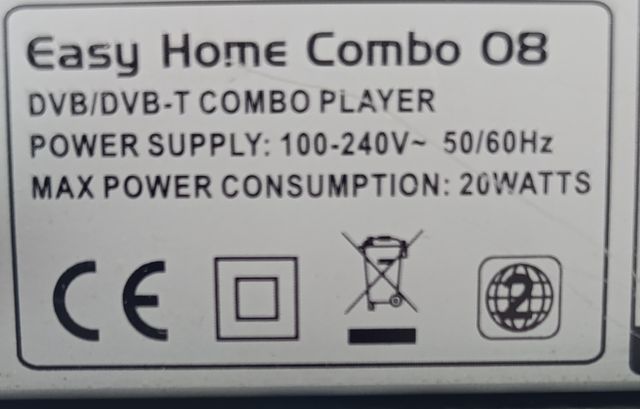 Easy Home Combo 08
DVB/DVB-T COMBO PLAYER
POWER SUPPLY: 100-240V~ 50/60Hz
MAX POWER CONSUMPTION: 20WATTS
CE
2